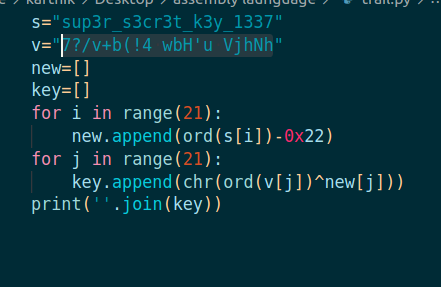 karthik > Desktop > assembly launguage > trail.py >
s="sup3r_s3cr3t_k3y_1337"
v="7?/v+b(!4 wbH'u VjhNh"
new=[]
key=[]
for i in range(21):
    new.append(ord(s[i])-0x22)
for j in range(21):
    key.append(chr(ord(v[j])^new[j]))
print(''.join(key))